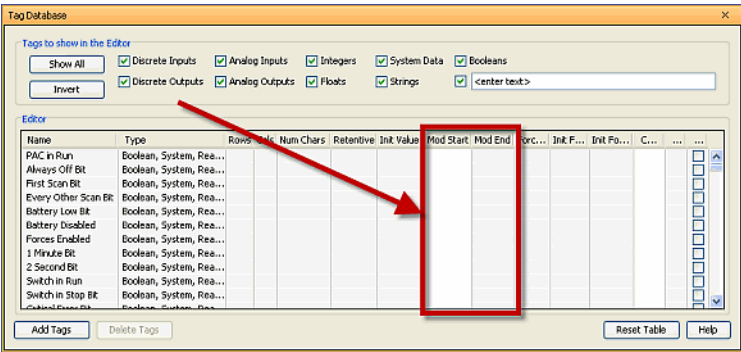 Tag Database
Tags to show in the Editor
Show All
Discrete Inputs Analog Inputs Integers System Data Booleans
Invert
Discrete Outputs Analog Outputs Floats Strings <enter text>
Editor
Name Type Rows Num Chars Retentive Init Value Mod Start Mod End Forc... Init F... Init Fo... C... ... ...
PAC in Run Boolean, System, Rea...
Always Off Bit Boolean, System, Rea...
First Scan Bit Boolean, System, Rea...
Every Other Scan Bit Boolean, System, Rea...
Battery Low Bit Boolean, System, Rea...
Battery Disabled Boolean, System, Rea...
Forces Enabled Boolean, System, Rea...
1 Minute Bit Boolean, System, Rea...
2 Second Bit Boolean, System, Rea...
Switch in Run Boolean, System, Rea...
Switch in Stop Bit Boolean, System, Rea...
Add Tags Delete Tags Reset Table Help